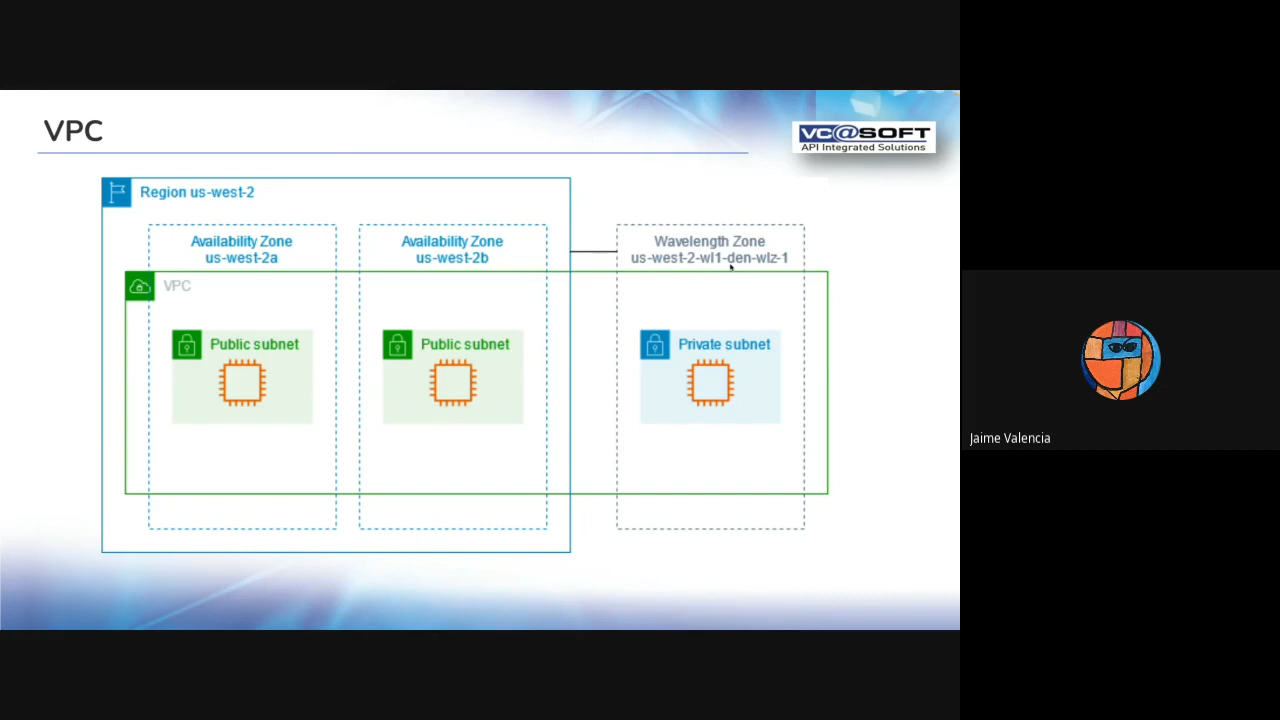 VPC
VC@SOFT
API Integrated Solutions
Region us-west-2
Availability Zone
us-west-2a
Availability Zone
us-west-2b
Wavelength Zone
us-west-2-wl1-den-wlz-1
VPC
Public subnet
Public subnet
Private subnet
Jaime Valencia